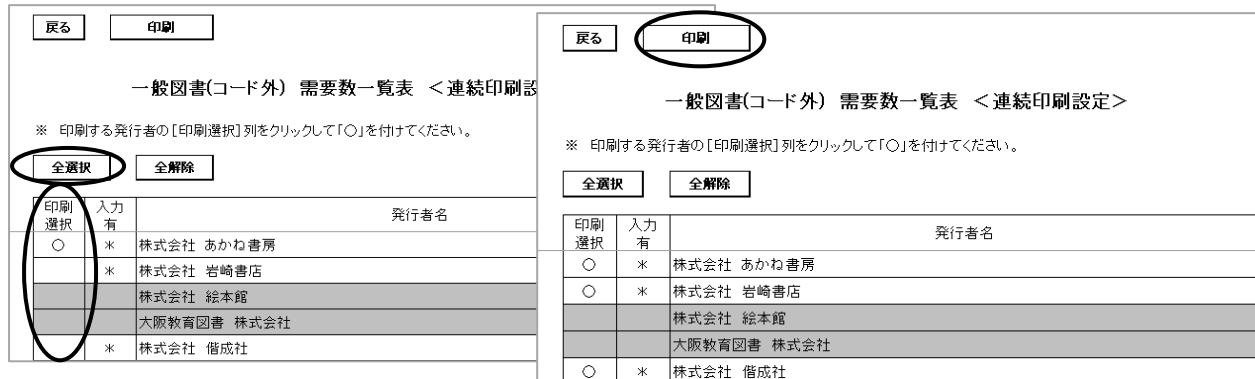 戻る 印刷
一般図書(コード外) 需要数一覧表 <連続印刷設
※ 印刷する発行者の[印刷選択]列をクリックして「○」を付けてください。
全選択 全解除
印刷選択 入力有 発行者名
○ * 株式会社 あかね書房
* 株式会社 岩崎書店
株式会社 絵本館
大阪教育図書 株式会社
* 株式会社 偕成社
戻る 印刷
一般図書(コード外) 需要数一覧表 <連続印刷設定>
※ 印刷する発行者の[印刷選択]列をクリックして「○」を付けてください。
全選択 全解除
印刷選択 入力有 発行者名
○ * 株式会社 あかね書房
○ * 株式会社 岩崎書店
株式会社 絵本館
大阪教育図書 株式会社
○ * 株式会社 偕成社